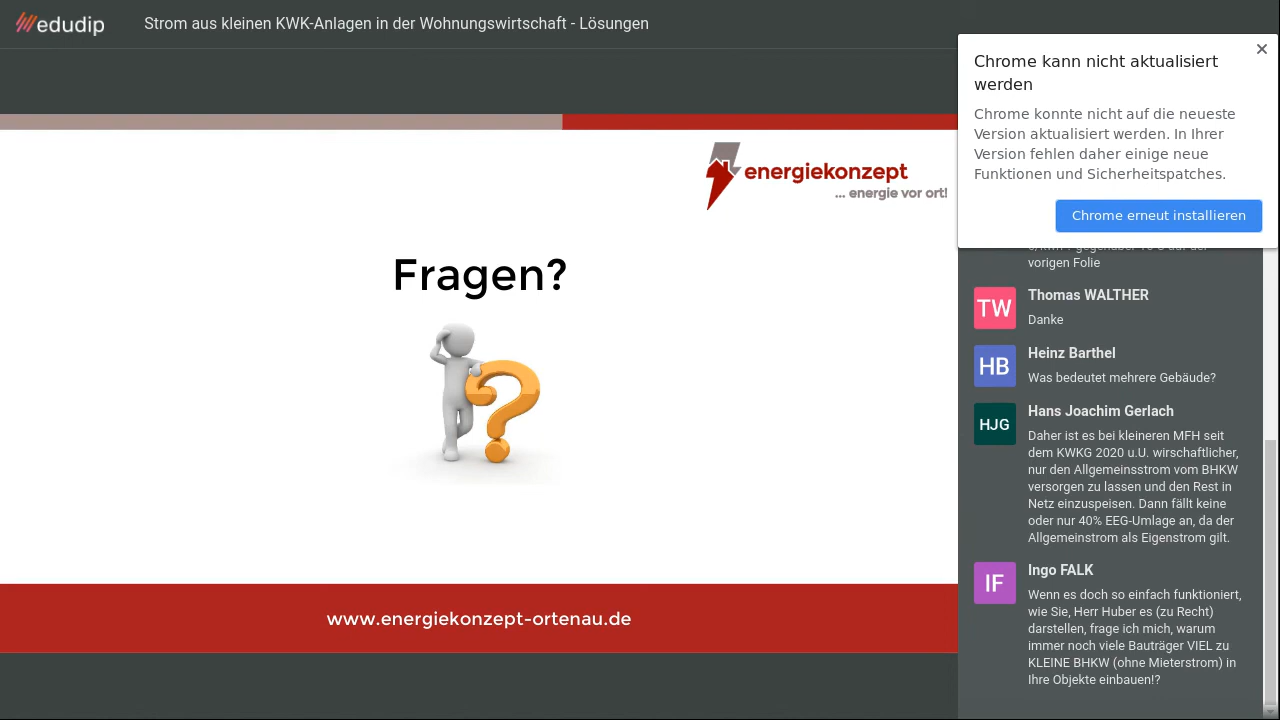 edudip
Strom aus kleinen KWK-Anlagen in der Wohnungswirtschaft - Lösungen
energiekonzept
... energie vor ort!
Fragen?
www.energiekonzept-ortenau.de
Chrome kann nicht aktualisiert
werden
Chrome konnte nicht auf die neueste
Version aktualisiert werden. In Ihrer
Version fehlen daher einige neue
Funktionen und Sicherheitspatches.
Chrome erneut installieren
vorigen Folie
TW
Thomas WALTHER
Danke
HB
Heinz Barthel
Was bedeutet mehrere Gebäude?
HJG
Hans Joachim Gerlach
Daher ist es bei kleineren MFH seit
dem KWKG 2020 u.U. wirschaftlicher,
nur den Allgemeinsstrom vom BHKW
versorgen zu lassen und den Rest in
Netz einzuspeisen. Dann fällt keine
oder nur 40% EEG-Umlage an, da der
Allgemeinstrom als Eigenstrom gilt.
IF
Ingo FALK
Wenn es doch so einfach funktioniert,
wie Sie, Herr Huber es (zu Recht)
darstellen, frage ich mich, warum
immer noch viele Bauträger VIEL zu
KLEINE BHKW (ohne Mieterstrom) in
Ihre Objekte einbauen!?